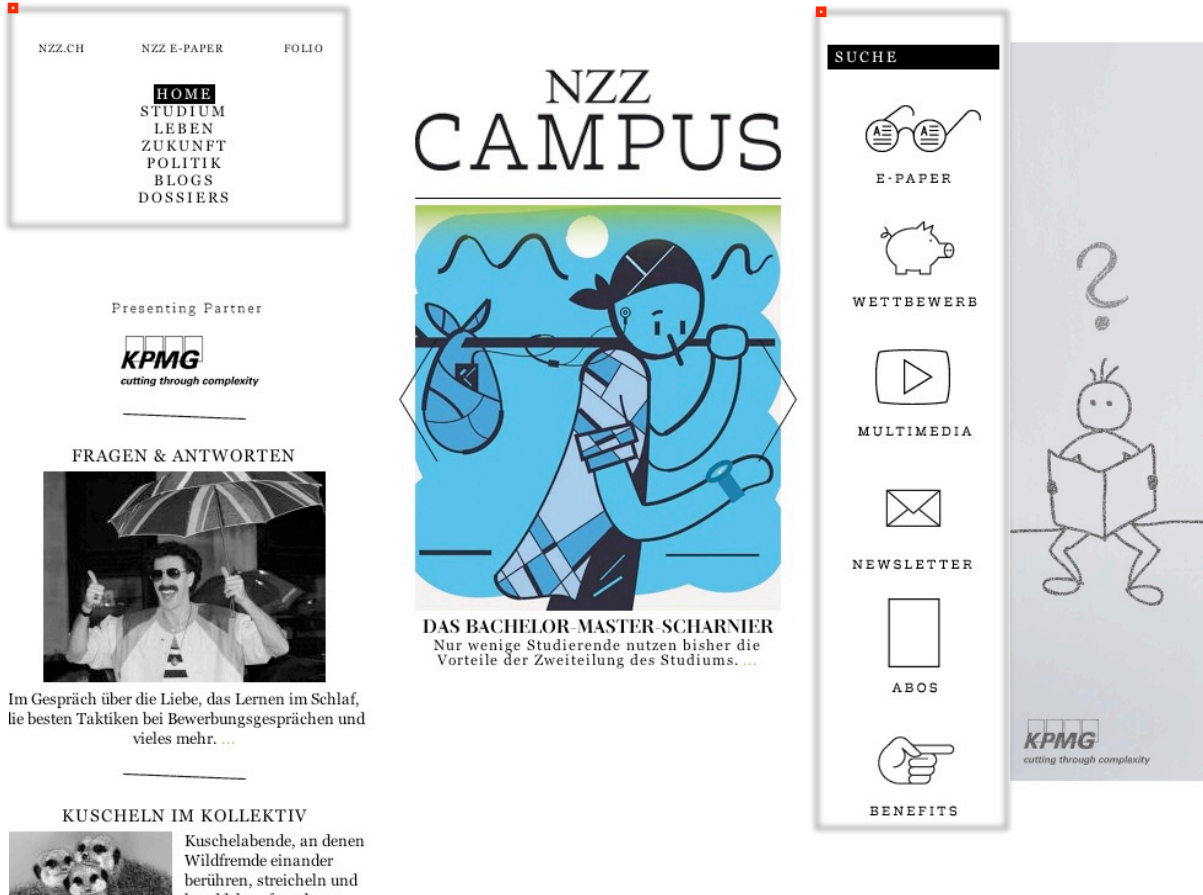 NZZ.CH NZZ E-PAPER FOLIO
HOME
STUDIUM
LEBEN
ZUKUNFT
POLITIK
BLOGS
DOSSIERS
Presenting Partner
KPMG
cutting through complexity
FRAGEN & ANTWORTEN
Im Gespräch über die Liebe, das Lernen im Schlaf,
die besten Taktiken bei Bewerbungsgesprächen und
vieles mehr. ...
KUSCHELN IM KOLLEKTIV
Kuschelabende, an denen
Wildfremde einander
berühren, streicheln und
NZZ
CAMPUS
DAS BACHELOR-MASTER-SCHARNIER
Nur wenige Studierende nutzen bisher die
Vorteile der Zweiteilung des Studiums. ...
SUCHE
E-PAPER
WETTBEWERB
MULTIMEDIA
NEWSLETTER
ABOS
BENEFITS
?
KPMG
cutting through complexity